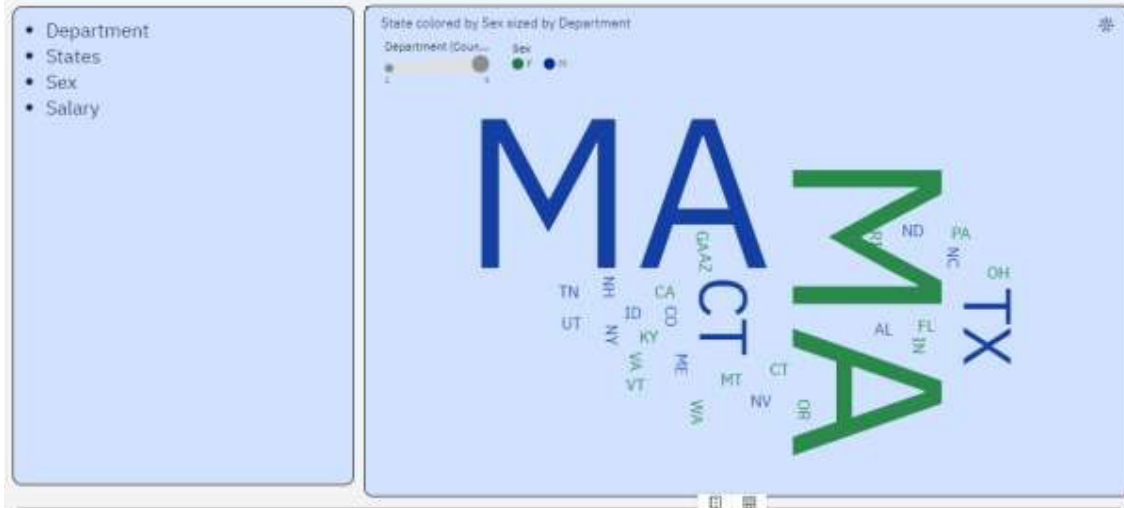 Department
States
Sex
Salary
State colored by Sex sized by Department
Department (Coun...
Sex
F
M
MA
MA
GA
AZ
RI
ND
PA
NC
OH
TN
NH
CA
CT
TX
UT
ID
CO
NY
KY
AL
FL
IN
VA
ME
VT
MT
CT
NV
WA
OR